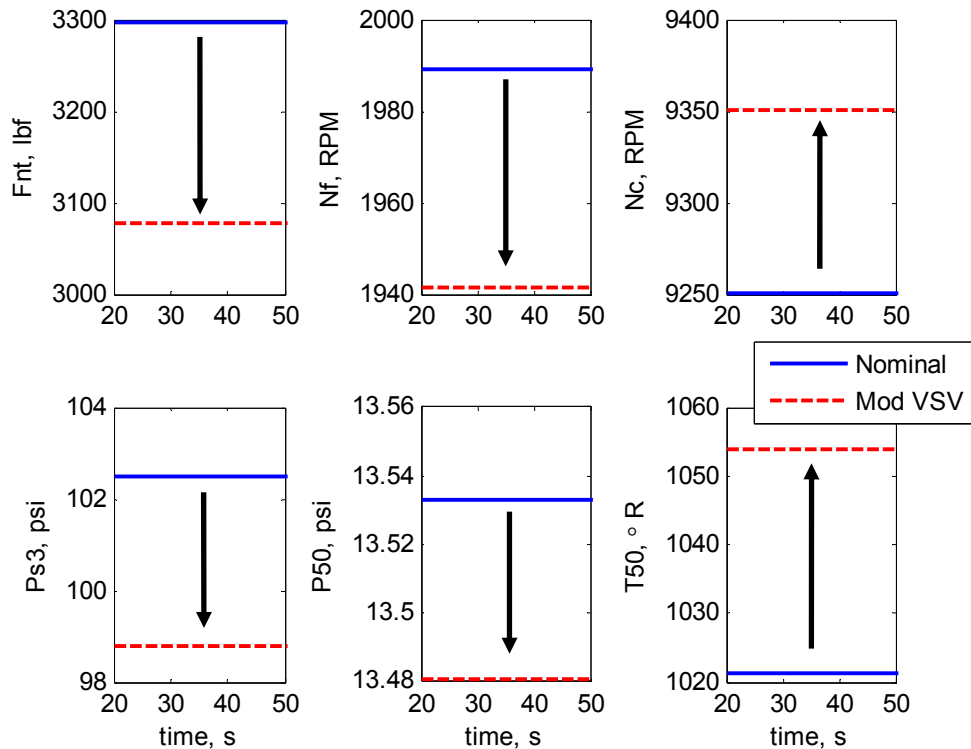 Fnt, lbf
3300
3200
3100
3000
20 30 40 50
Nf, RPM
2000
1980
1960
1940
20 30 40 50
Nc, RPM
9400
9350
9300
9250
20 30 40 50
Nominal
Mod VSV
Ps3, psi
104
102
100
98
20 30 40 50
time, s
P50, psi
13.56
13.54
13.52
13.5
13.48
20 30 40 50
time, s
T50, ° R
1060
1050
1040
1030
1020
20 30 40 50
time, s